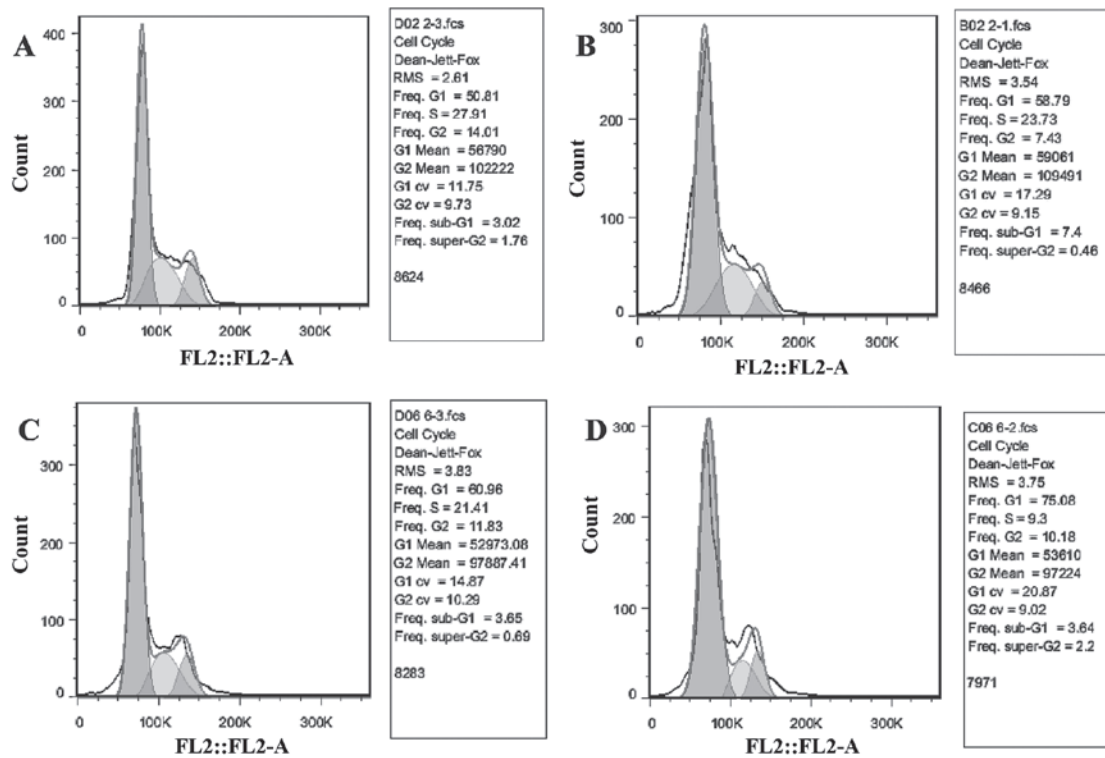 A
400
300
200
100
0
0 100K 200K 300K
Count
FL2::FL2-A
D02 2-3.fcs
Cell Cycle
Dean-Jett-Fox
RMS = 2.61
Freq. G1 = 50.81
Freq. S = 27.91
Freq. G2 = 14.01
G1 Mean = 56790
G2 Mean = 102222
G1 cv = 11.75
G2 cv = 9.73
Freq. sub-G1 = 3.02
Freq. super-G2 = 1.76
8624
B
300
200
100
0
0 100K 200K 300K
Count
FL2::FL2-A
B02 2-1.fcs
Cell Cycle
Dean-Jett-Fox
RMS = 3.54
Freq. G1 = 58.79
Freq. S = 23.73
Freq. G2 = 7.43
G1 Mean = 59061
G2 Mean = 109491
G1 cv = 17.29
G2 cv = 9.15
Freq. sub-G1 = 7.4
Freq. super-G2 = 0.46
8466
C
300
200
100
0
0 100K 200K 300K
Count
FL2::FL2-A
D06 6-3.fcs
Cell Cycle
Dean-Jett-Fox
RMS = 3.83
Freq. G1 = 60.96
Freq. S = 21.41
Freq. G2 = 11.83
G1 Mean = 52973.08
G2 Mean = 97887.41
G1 cv = 14.87
G2 cv = 10.29
Freq. sub-G1 = 3.65
Freq. super-G2 = 0.69
8283
D
300
200
100
0
0 100K 200K 300K
Count
FL2::FL2-A
C06 6-2.fcs
Cell Cycle
Dean-Jett-Fox
RMS = 3.75
Freq. G1 = 75.08
Freq. S = 9.3
Freq. G2 = 10.18
G1 Mean = 53610
G2 Mean = 97224
G1 cv = 20.87
G2 cv = 9.02
Freq. sub-G1 = 3.64
Freq. super-G2 = 2.2
7971